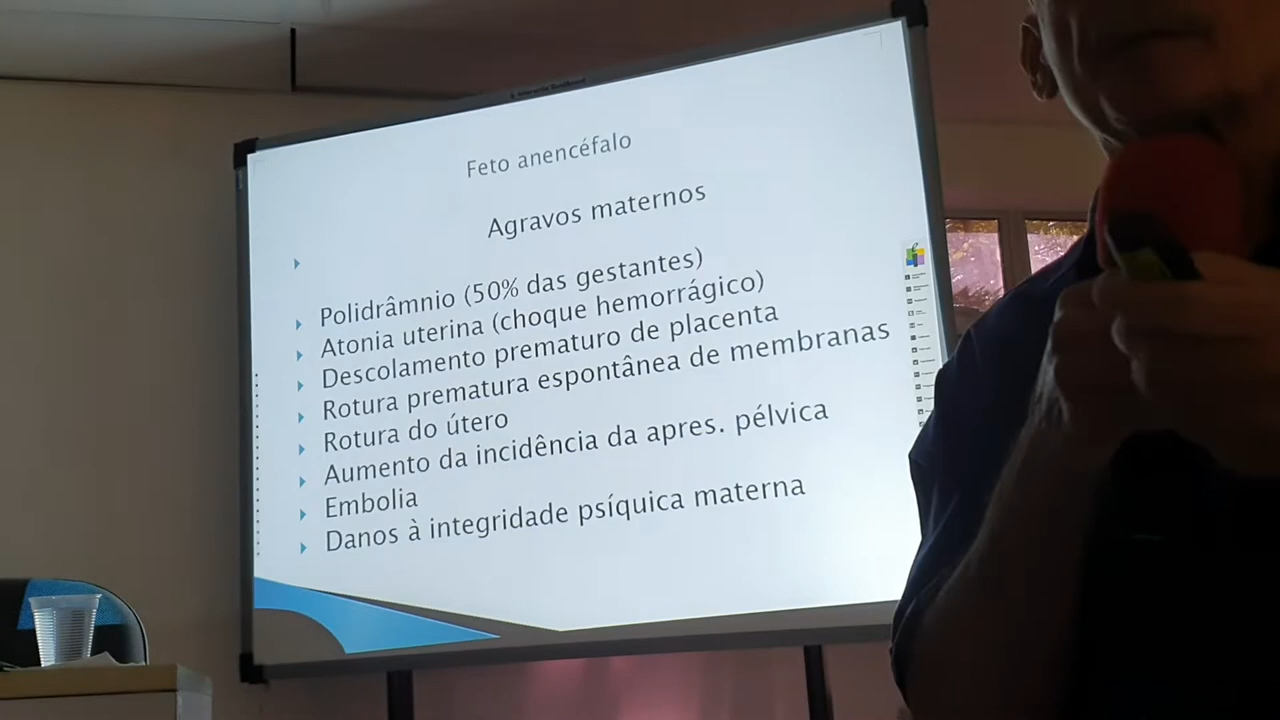 Feto anencéfalo
Agravos maternos
Polidrâmnio (50% das gestantes)
Atonia uterina (choque hemorrágico)
Descolamento prematuro de placenta
Rotura prematura espontânea de membranas
Rotura do útero
Aumento da incidência da apres. pélvica
Embolia
Danos à integridade psíquica materna